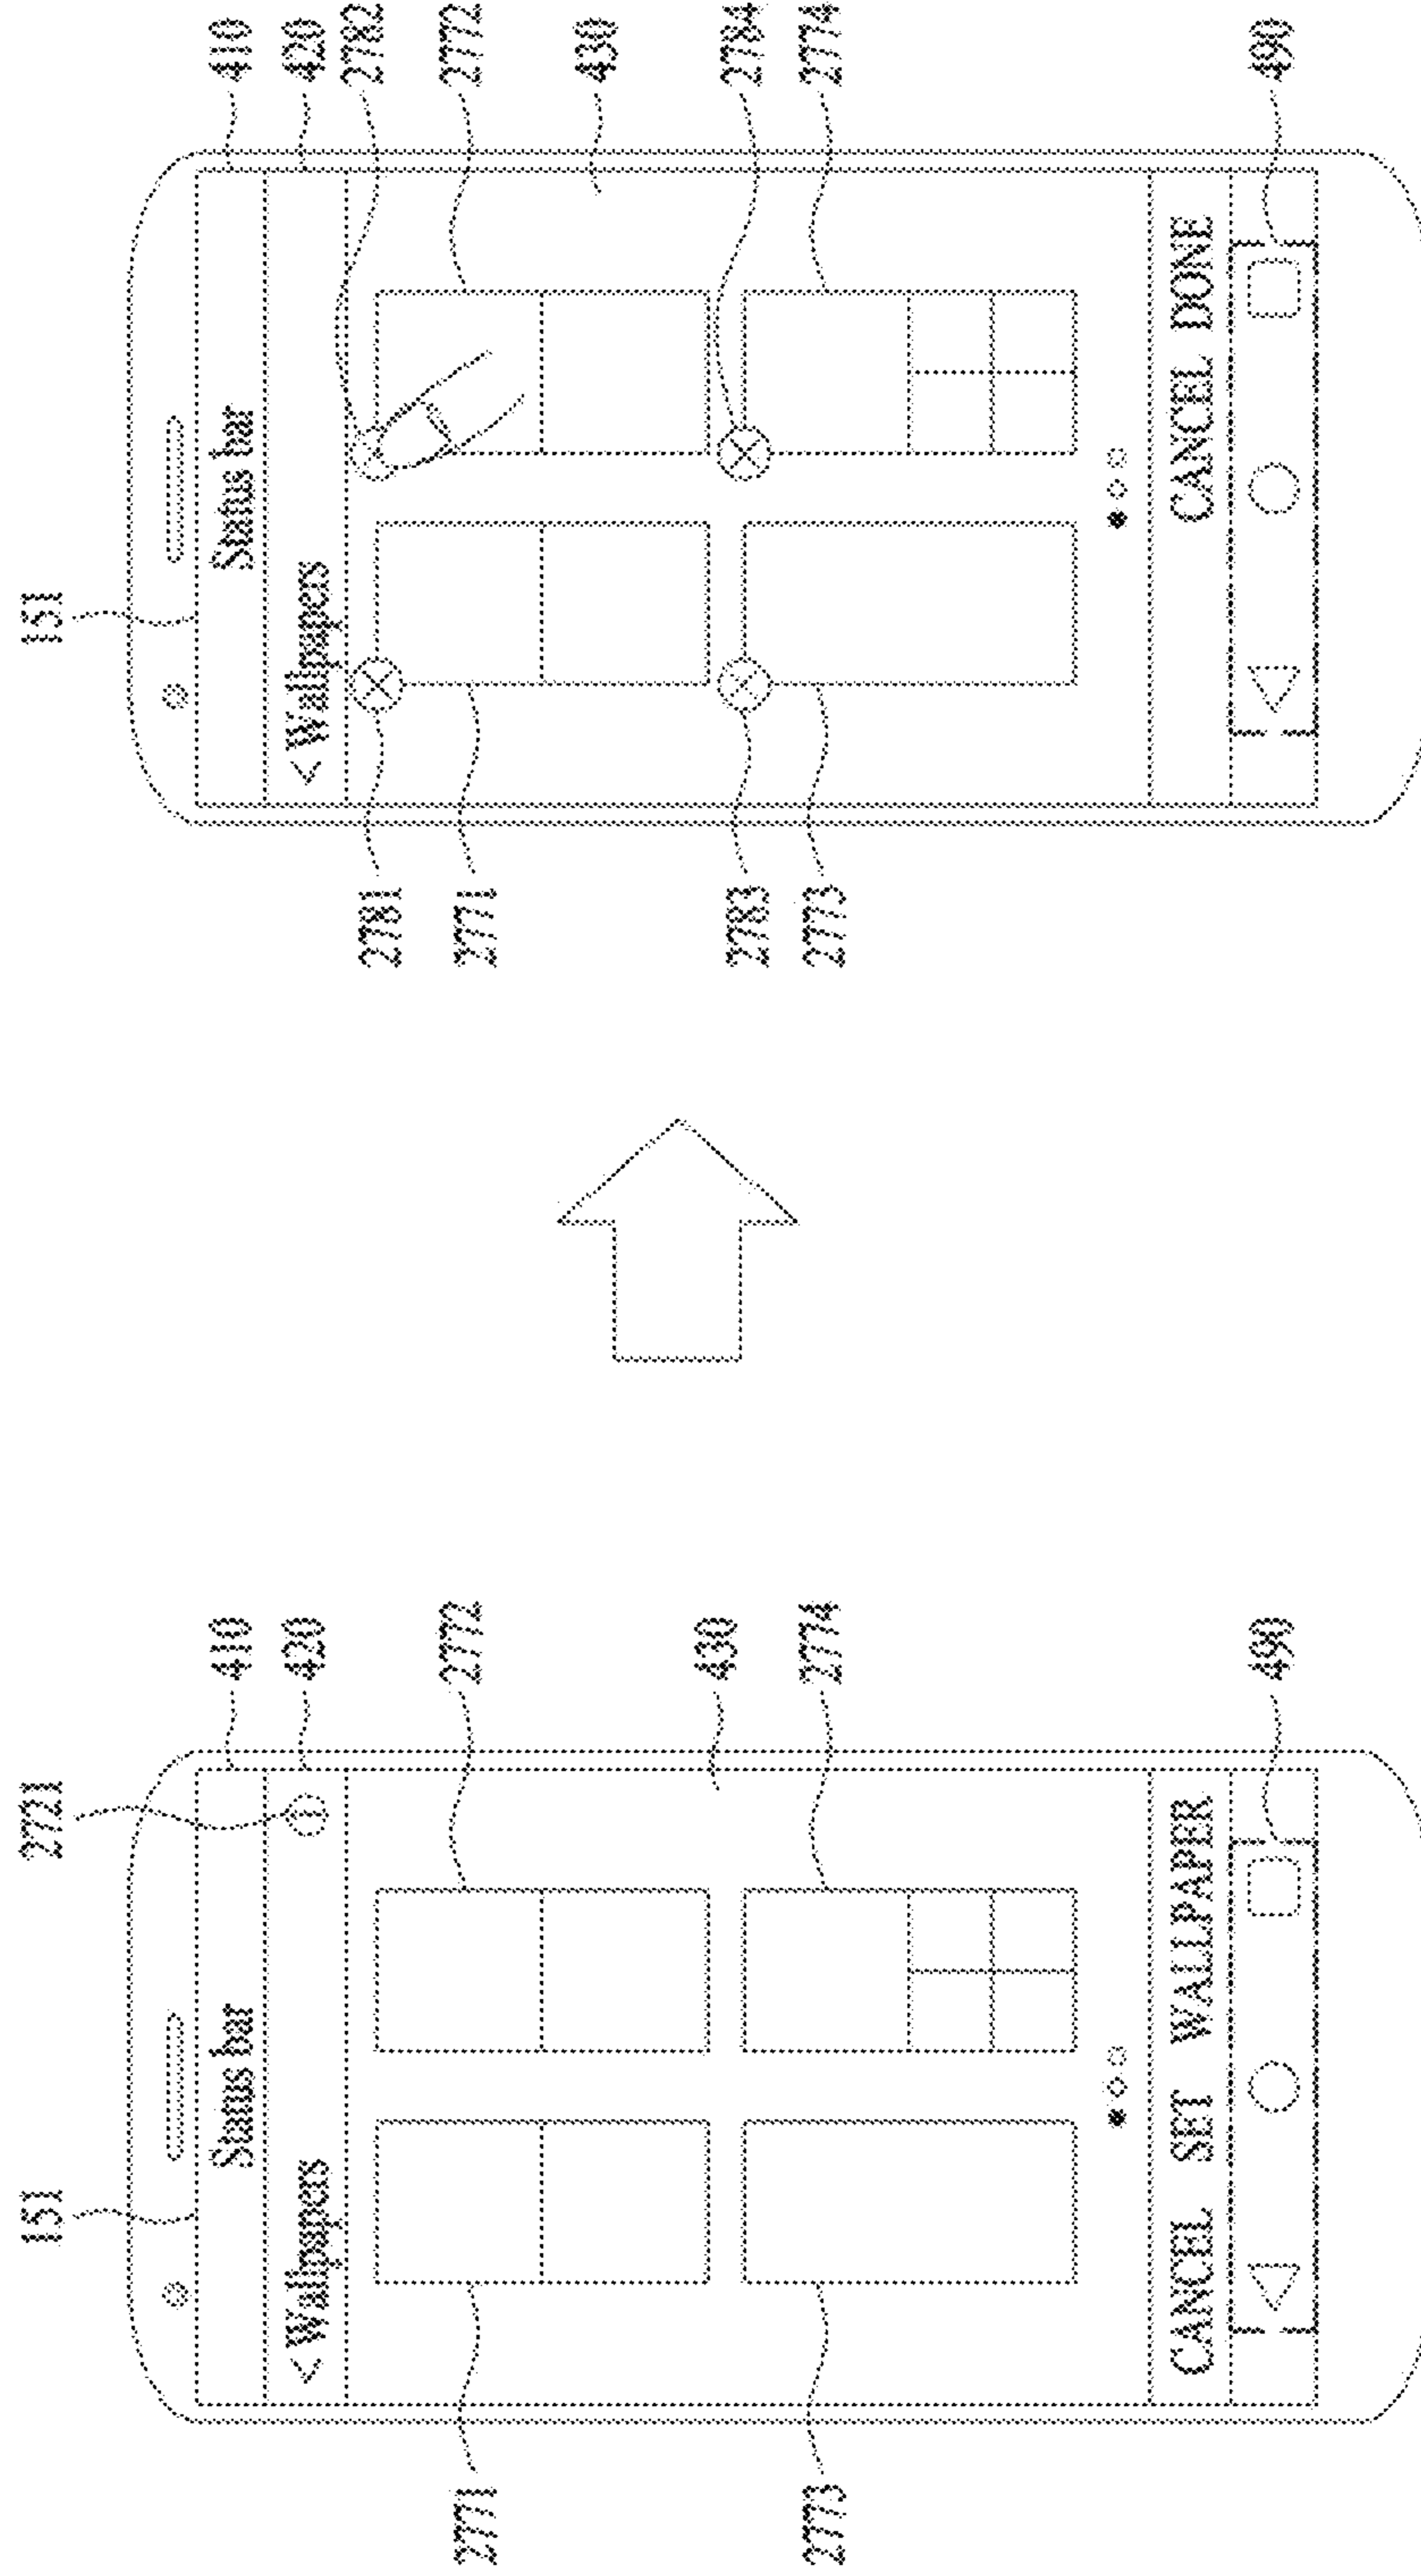 151 2721
Status bar 410
Wallpapers 420
2771 2772
430
2773 2774
CANCEL SET WALLPAPER
490
151
Status bar 410
Wallpapers 420
2781 2782
2771 2772
430
2783 2784
2773 2774
CANCEL DONE
490